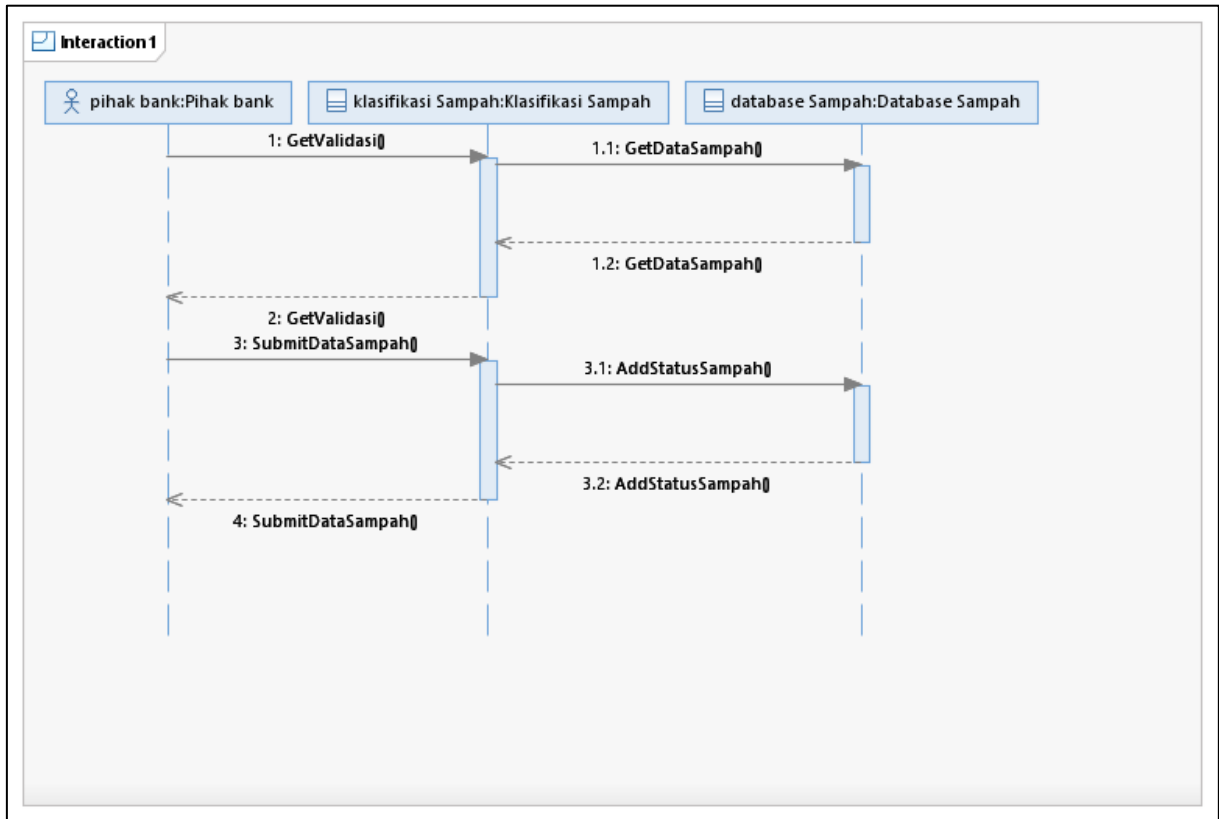 Interaction1
pihak bank:Pihak bank
klasifikasi Sampah:Klasifikasi Sampah
database Sampah:Database Sampah
1: GetValidasi()
1.1: GetDataSampah()
1.2: GetDataSampah()
2: GetValidasi()
3: SubmitDataSampah()
3.1: AddStatusSampah()
3.2: AddStatusSampah()
4: SubmitDataSampah()